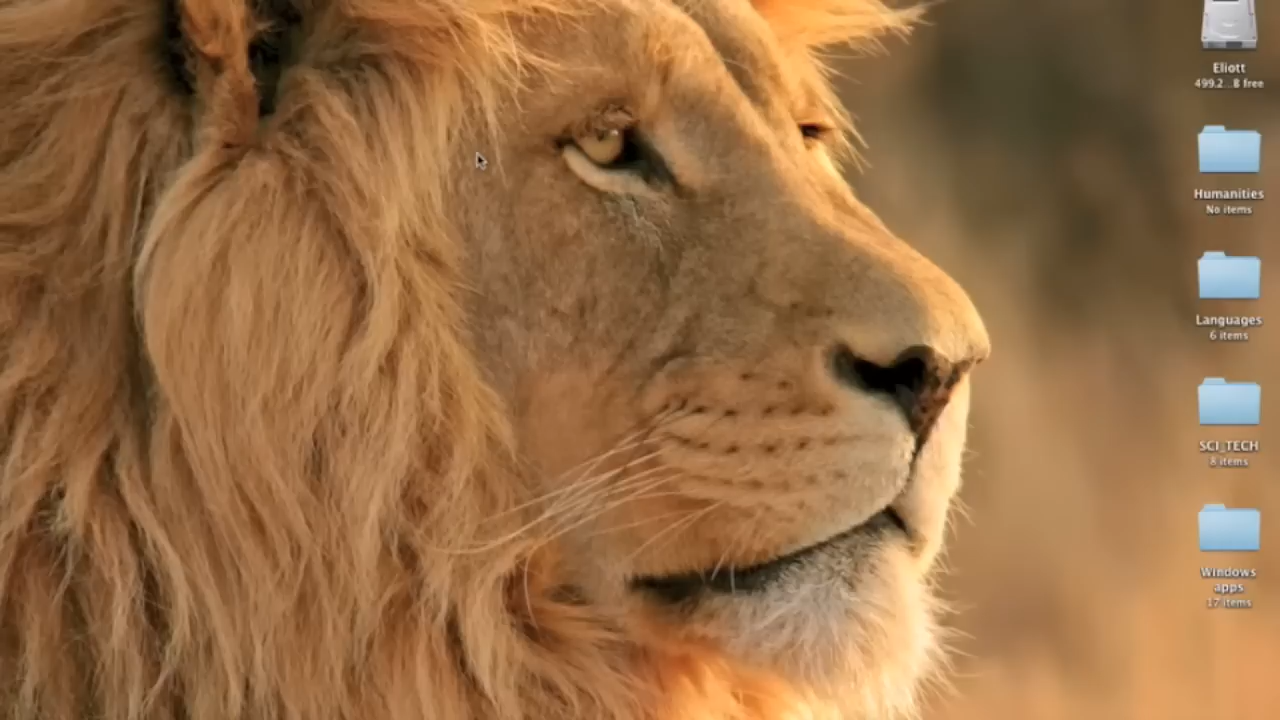 Eliott
499.2...B free
Humanities
No items
Languages
6 items
SCI_TECH
8 items
Windows
apps
17 items